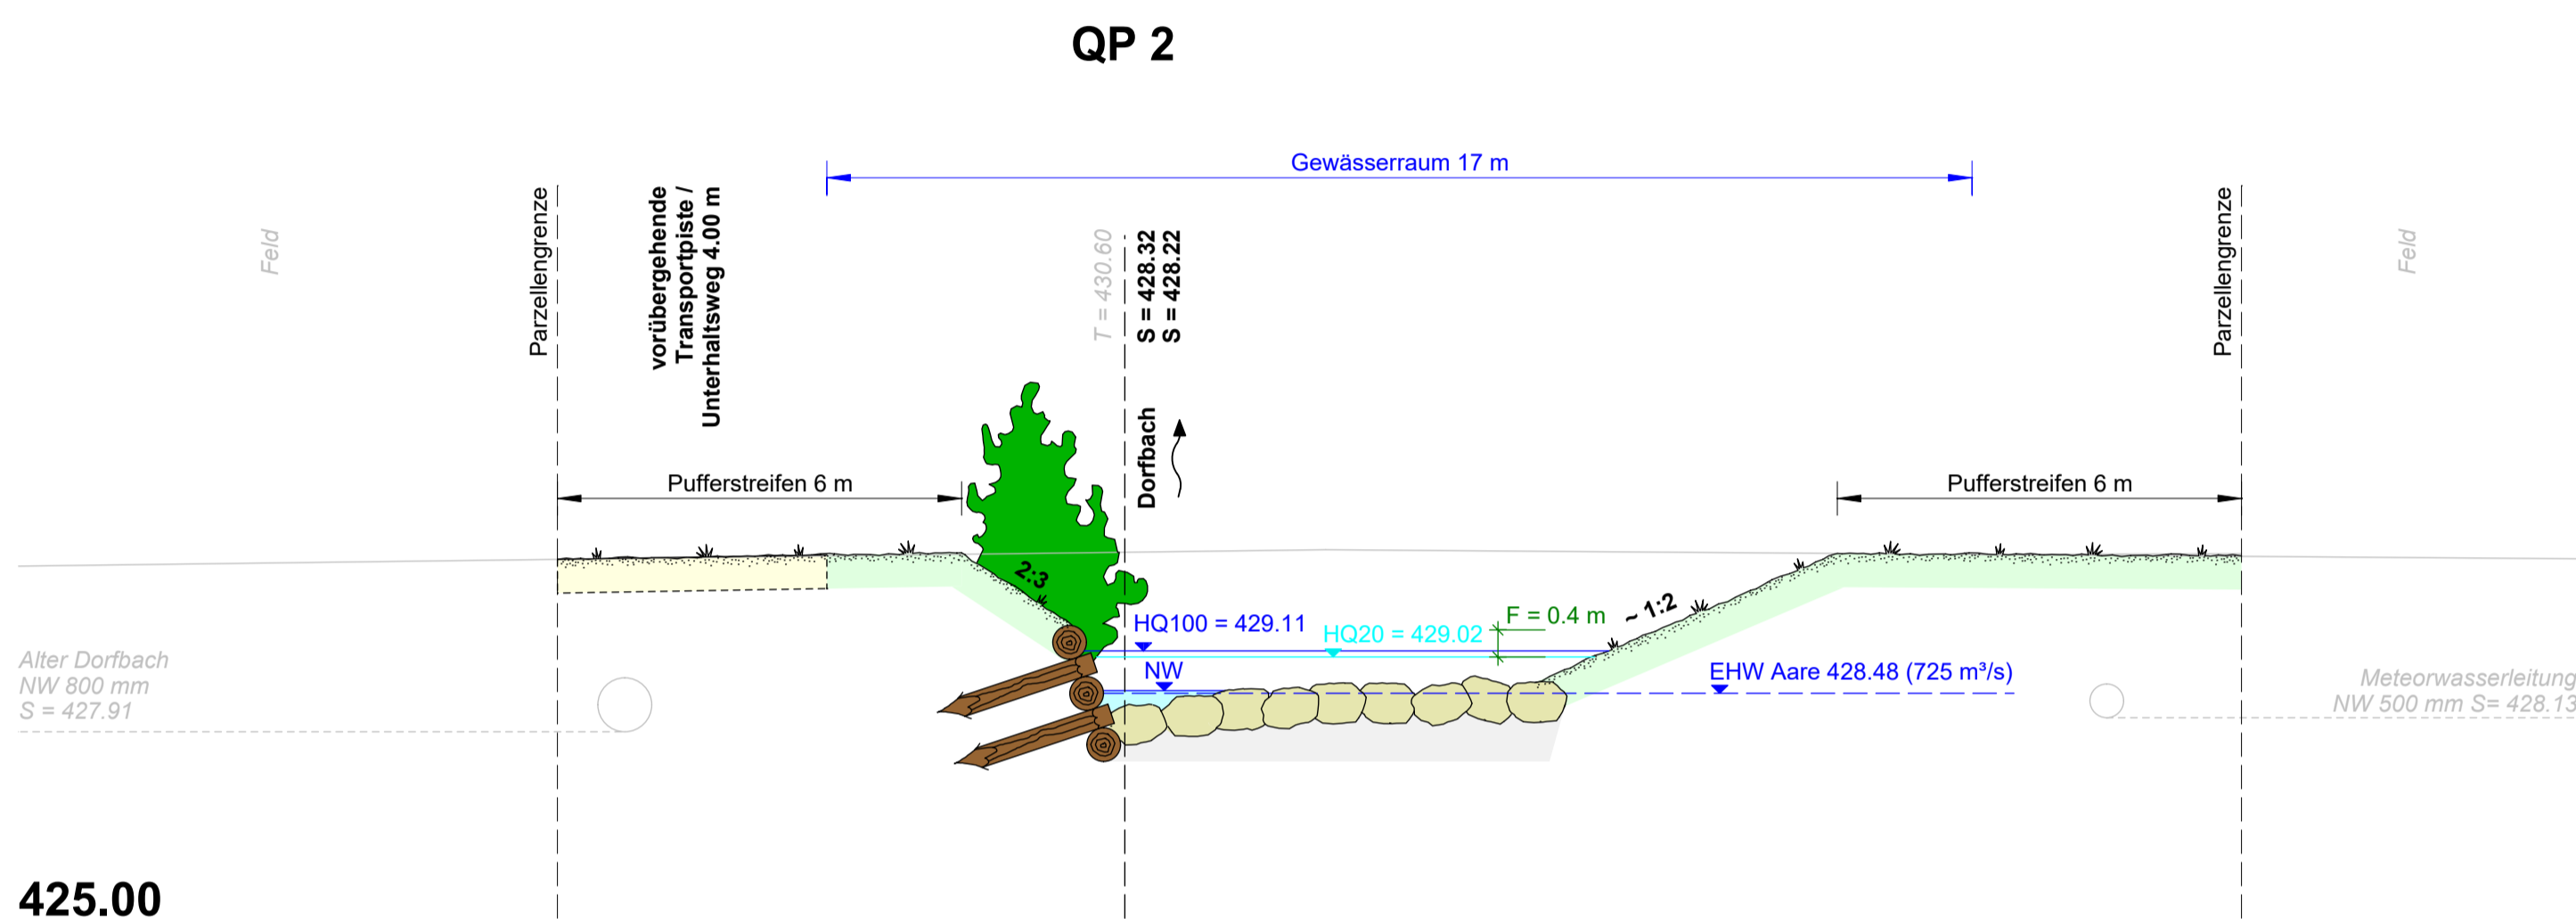 QP 2
Gewässerraum 17 m
Parzellengrenze
vorübergehende
Transportpiste /
Unterhaltsweg 4.00 m
Feld
T = 430.60
S = 428.32
S = 428.22
Parzellengrenze
Feld
Dorfbach
Pufferstreifen 6 m
Pufferstreifen 6 m
2:3
~ 1:2
F = 0.4 m
HQ100 = 429.11
HQ20 = 429.02
NW
EHW Aare 428.48 (725 m³/s)
Alter Dorfbach
NW 800 mm
S = 427.91
Meteorwasserleitung
NW 500 mm S= 428.13
425.00